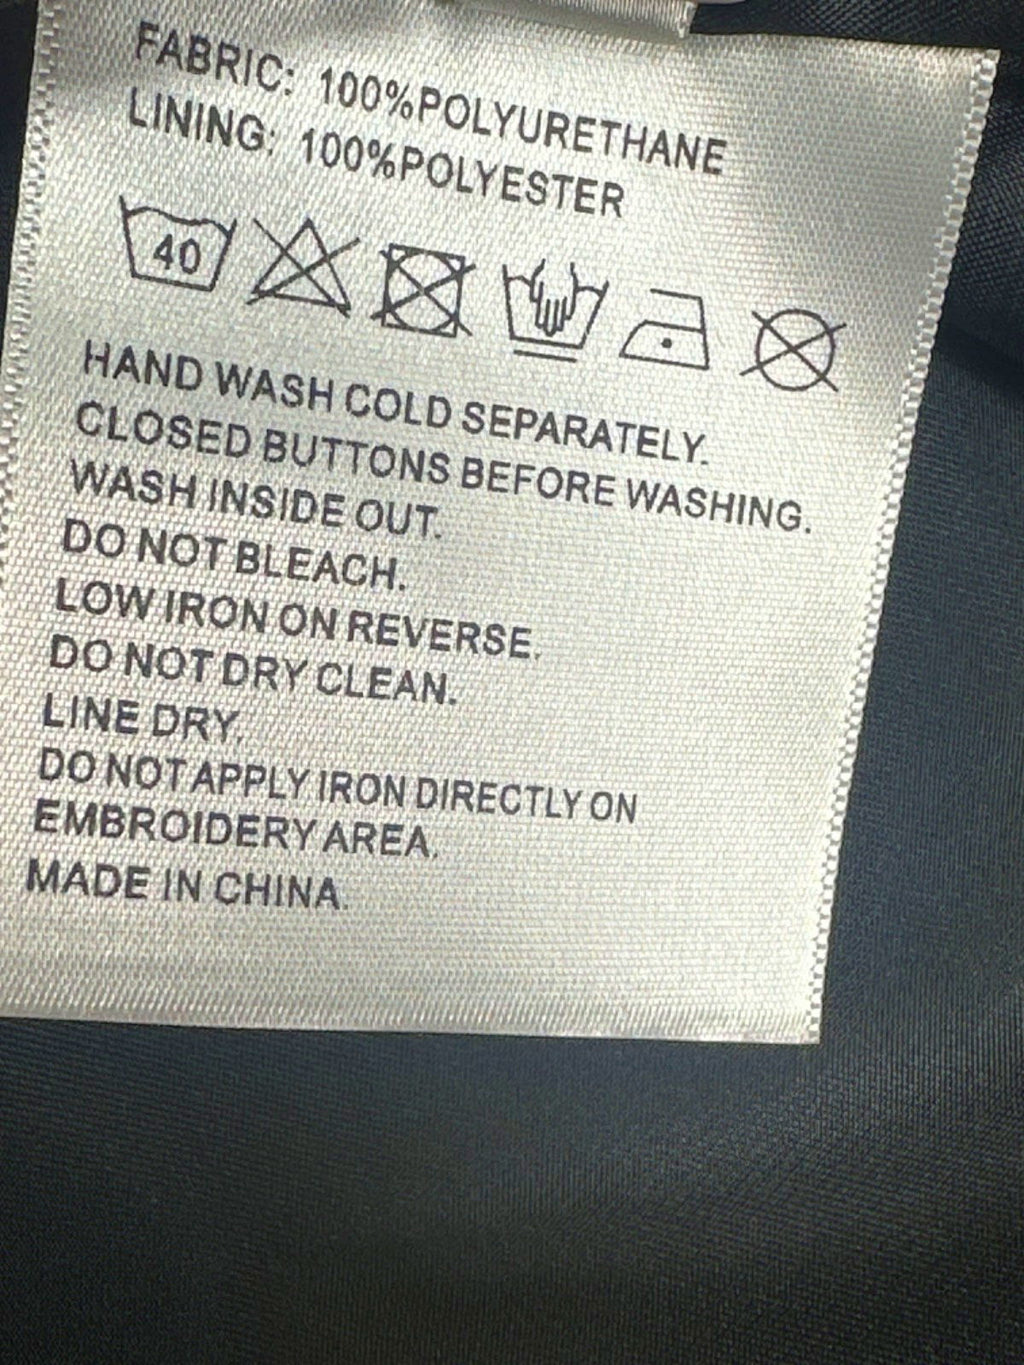 FABRIC: 100%POLYURETHANE
LINING: 100%POLYESTER
40
HAND WASH COLD SEPARATELY.
CLOSED BUTTONS BEFORE WASHING.
WASH INSIDE OUT.
DO NOT BLEACH.
LOW IRON ON REVERSE.
DO NOT DRY CLEAN.
LINE DRY.
DO NOT APPLY IRON DIRECTLY ON
EMBROIDERY AREA.
MADE IN CHINA.